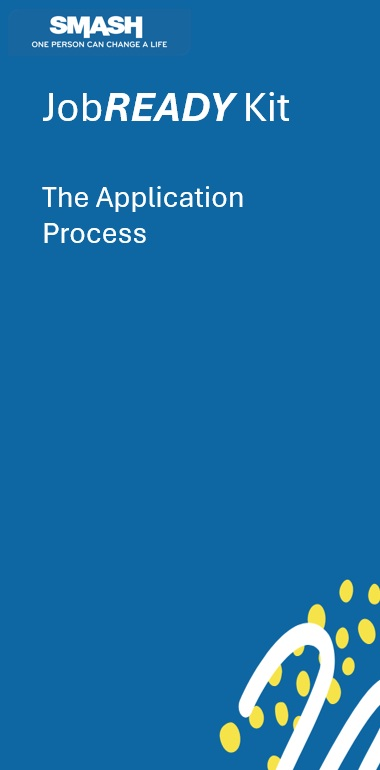 SMASH
ONE PERSON CAN CHANGE A LIFE
JobREADY Kit
The Application
Process